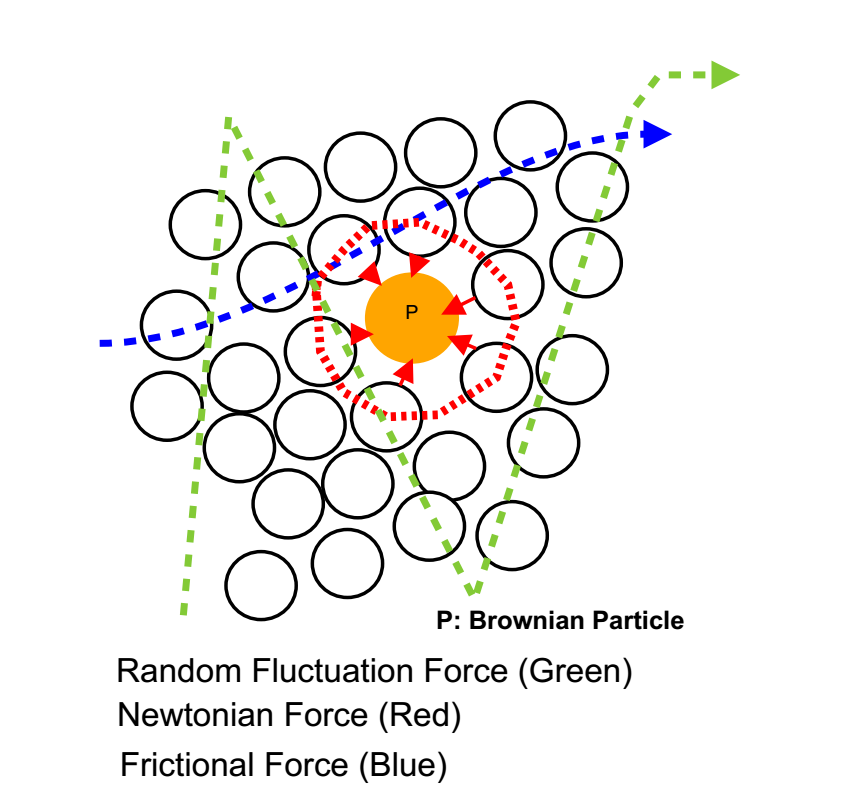 P
P: Brownian Particle
Random Fluctuation Force (Green)
Newtonian Force (Red)
Frictional Force (Blue)